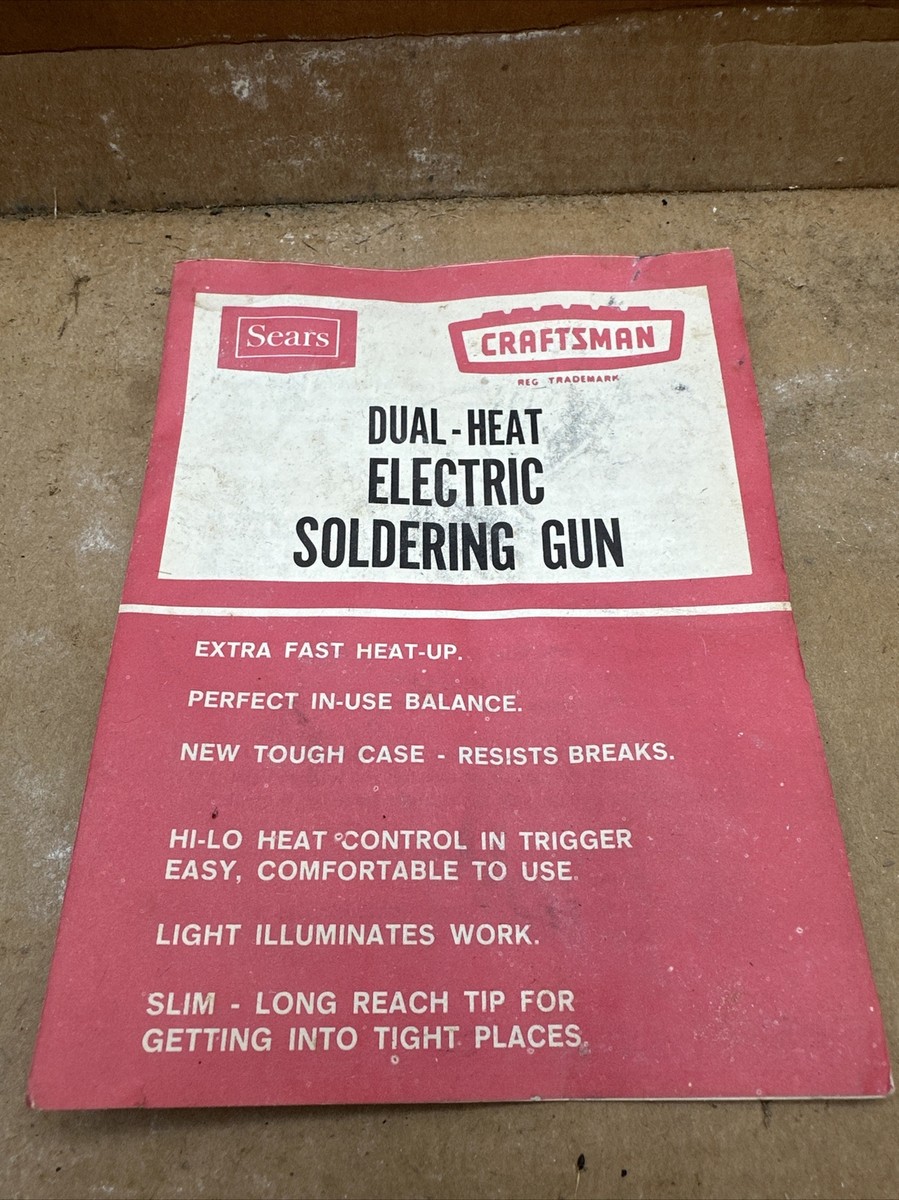 Sears
CRAFTSMAN
REG TRADEMARK
DUAL-HEAT
ELECTRIC
SOLDERING GUN
EXTRA FAST HEAT-UP.
PERFECT IN-USE BALANCE.
NEW TOUGH CASE - RESISTS BREAKS.
HI-LO HEAT CONTROL IN TRIGGER
EASY, COMFORTABLE TO USE.
LIGHT ILLUMINATES WORK.
SLIM - LONG REACH TIP FOR
GETTING INTO TIGHT PLACES.